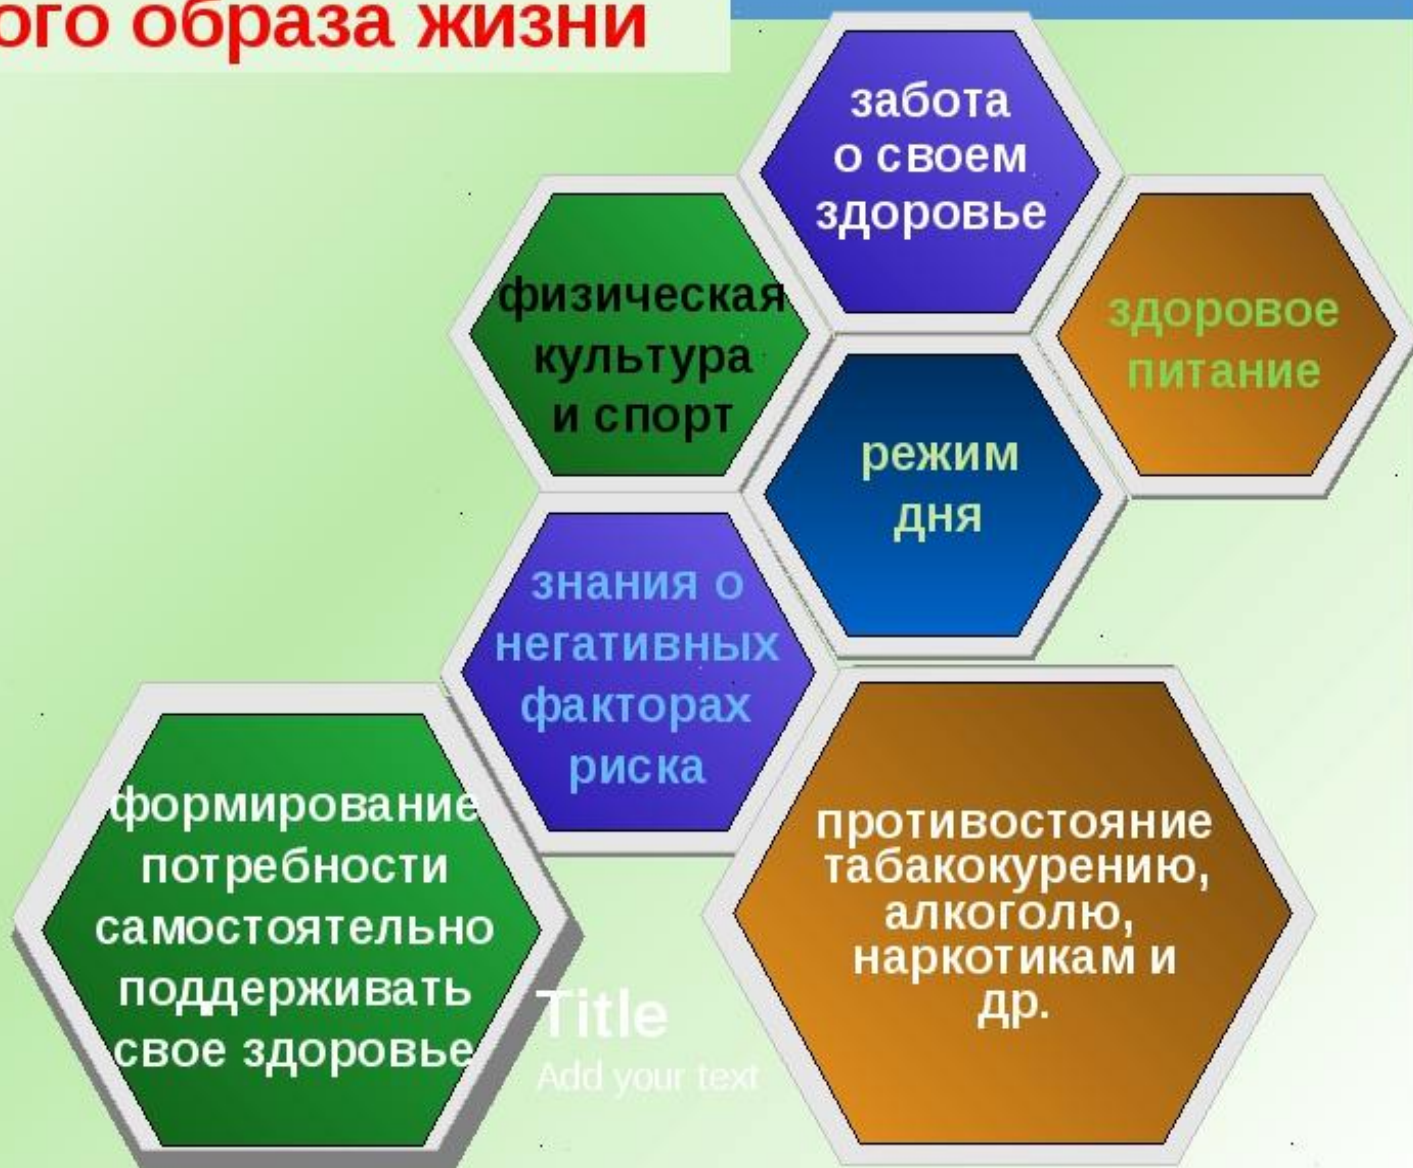 ого образа жизни
забота
о своем
здоровье
физическая
культура
и спорт
здоровое
питание
режим
дня
знания о
негативных
факторах
риска
формирование
потребности
самостоятельно
поддерживать
свое здоровье
противостояние
табакокурению,
алкоголю,
наркотикам и
др.
Title
Add your text